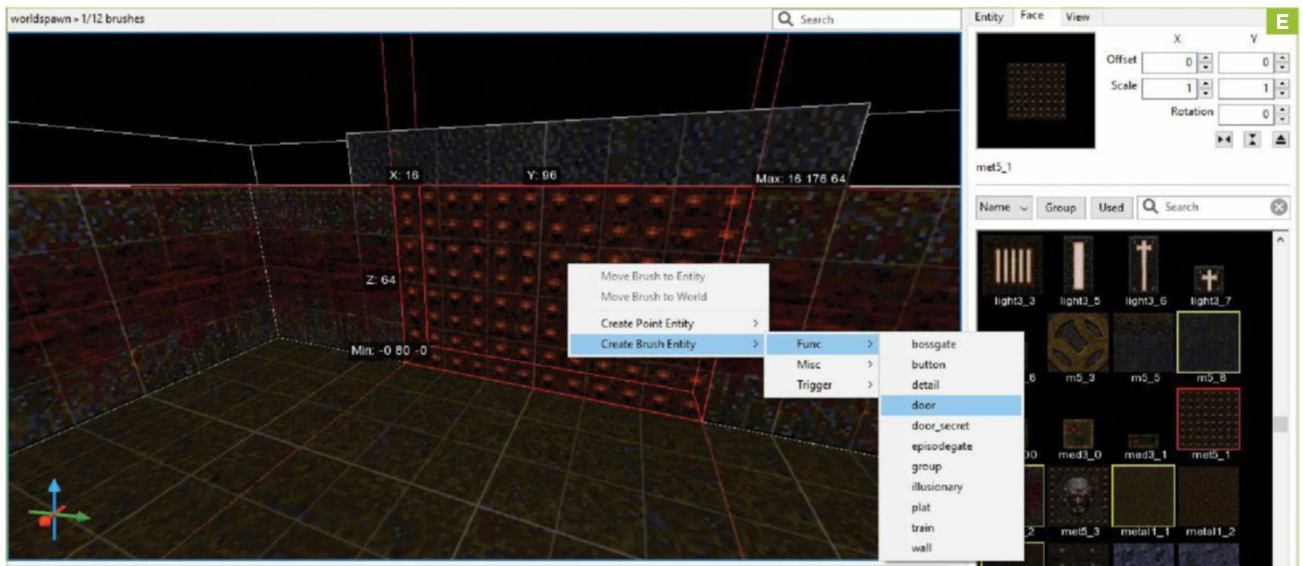 worldspawn » 1/12 brushes
Search
Entity Face View
E
X Y
Offset 0 0
Scale 1 1
Rotation 0
met5_1
Name Group Used Search
X: 16
Y: 96
Max: 16 176 64
Z: 64
Min: -0 80 -0
Move Brush to Entity
Move Brush to World
Create Point Entity >
Create Brush Entity >
Func >
Misc >
Trigger >
bossgate
button
detail
door
door_secret
episodegate
group
illusionary
plat
train
wall
light3_3 light3_5 light3_6 light3_7
m5_3 m5_5 m5_8
med3_0 med3_1 met5_1
met5_3 metal1_1 metal1_2